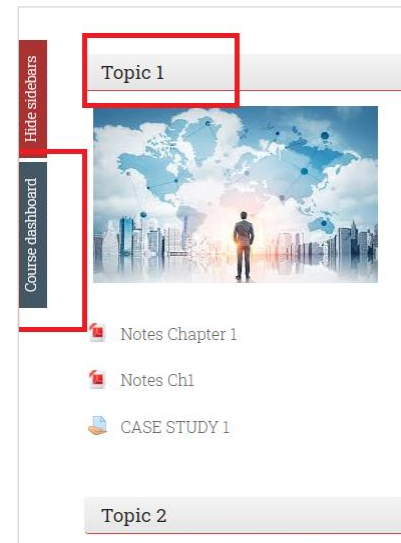 Hide sidebars
Course dashboard
Topic 1
Notes Chapter 1
Notes Ch1
CASE STUDY 1
Topic 2